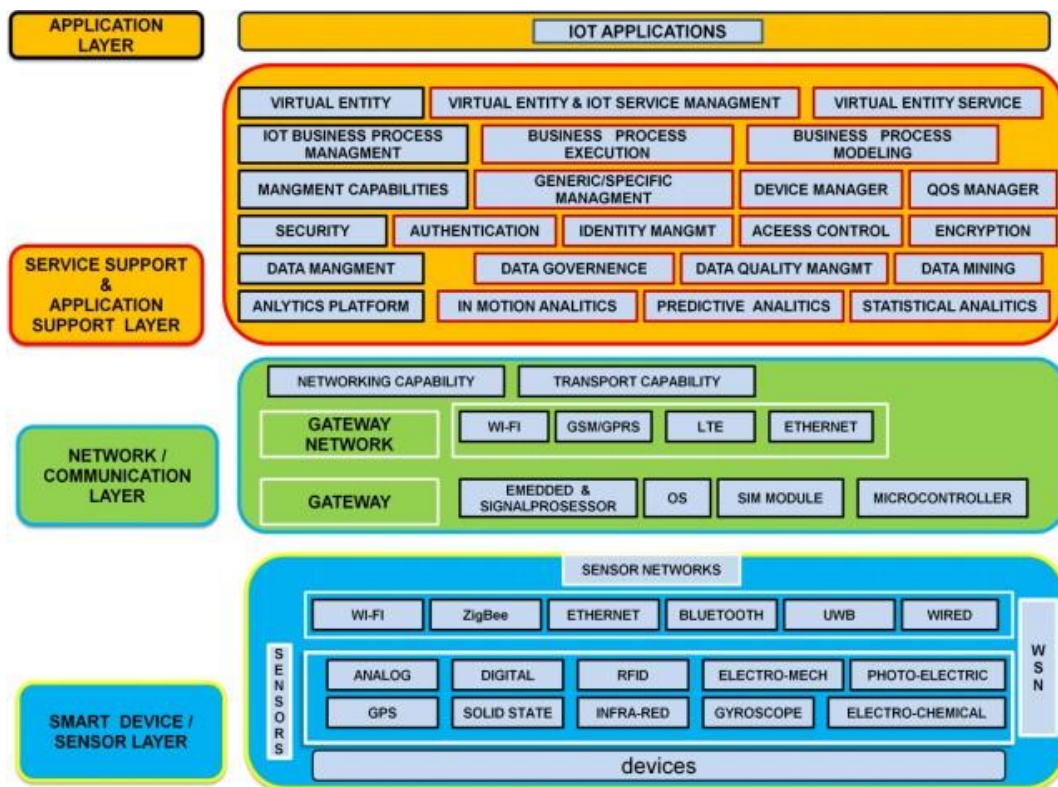 APPLICATION
LAYER
IOT APPLICATIONS
VIRTUAL ENTITY
VIRTUAL ENTITY & IOT SERVICE MANAGMENT
VIRTUAL ENTITY SERVICE
IOT BUSINESS PROCESS
MANAGMENT
BUSINESS PROCESS
EXECUTION
BUSINESS PROCESS
MODELING
MANGMENT CAPABILITIES
GENERIC/SPECIFIC
MANAGMENT
DEVICE MANAGER
QOS MANAGER
SECURITY
AUTHENTICATION
IDENTITY MANGMT
ACEESS CONTROL
ENCRYPTION
SERVICE SUPPORT
&
APPLICATION
SUPPORT LAYER
DATA MANGMENT
DATA GOVERNENCE
DATA QUALITY MANGMT
DATA MINING
ANLYTICS PLATFORM
IN MOTION ANALITICS
PREDICTIVE ANALITICS
STATISTICAL ANALITICS
NETWORKING CAPABILITY
TRANSPORT CAPABILITY
GATEWAY
NETWORK
WI-FI
GSM/GPRS
LTE
ETHERNET
NETWORK /
COMMUNICATION
LAYER
GATEWAY
EMEDDED &
SIGNALPROSESSOR
OS
SIM MODULE
MICROCONTROLLER
SENSOR NETWORKS
WI-FI
ZigBee
ETHERNET
BLUETOOTH
UWB
WIRED
SENSORS
WSN
ANALOG
DIGITAL
RFID
ELECTRO-MECH
PHOTO-ELECTRIC
GPS
SOLID STATE
INFRA-RED
GYROSCOPE
ELECTRO-CHEMICAL
SMART DEVICE /
SENSOR LAYER
devices